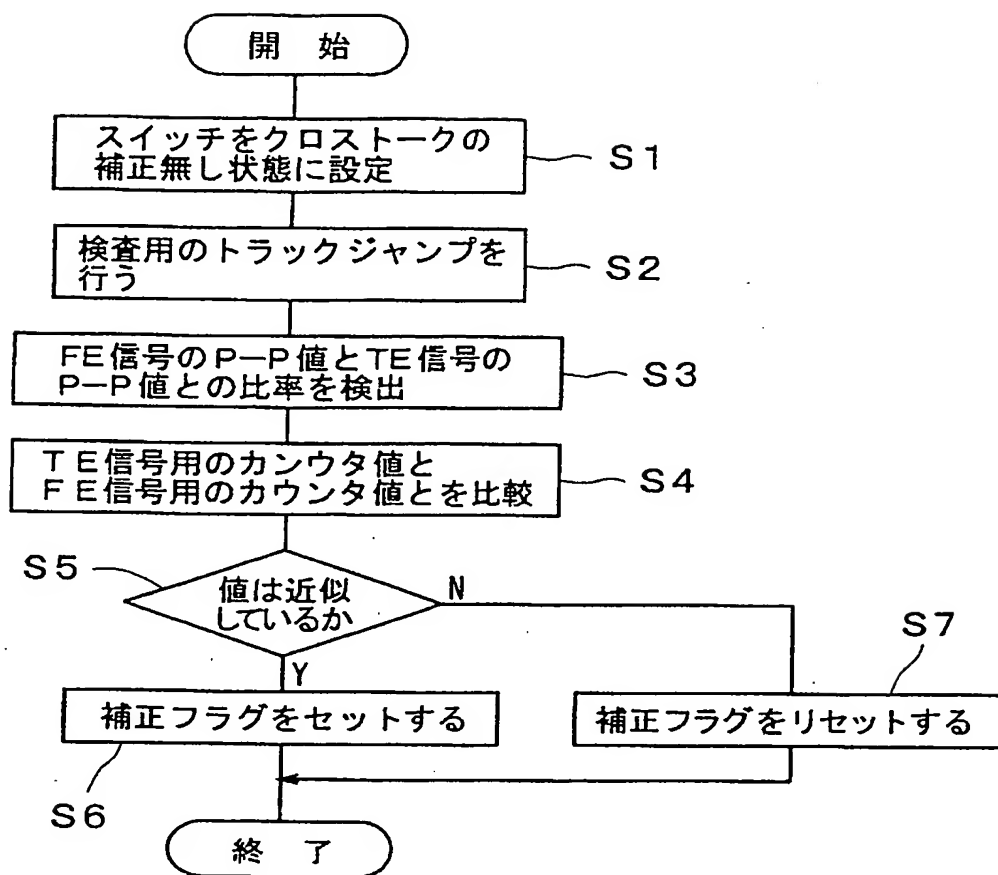 開 始
スイッチをクロストークの
補正無し状態に設定
S1
検査用のトラックジャンプを
行う
S2
FE信号のP－P値とTE信号の
P－P値との比率を検出
S3
TE信号用のカンウタ値と
FE信号用のカウンタ値とを比較
S4
S5
値は近似
しているか
N
Y
S7
補正フラグをセットする
補正フラグをリセットする
S6
終 了